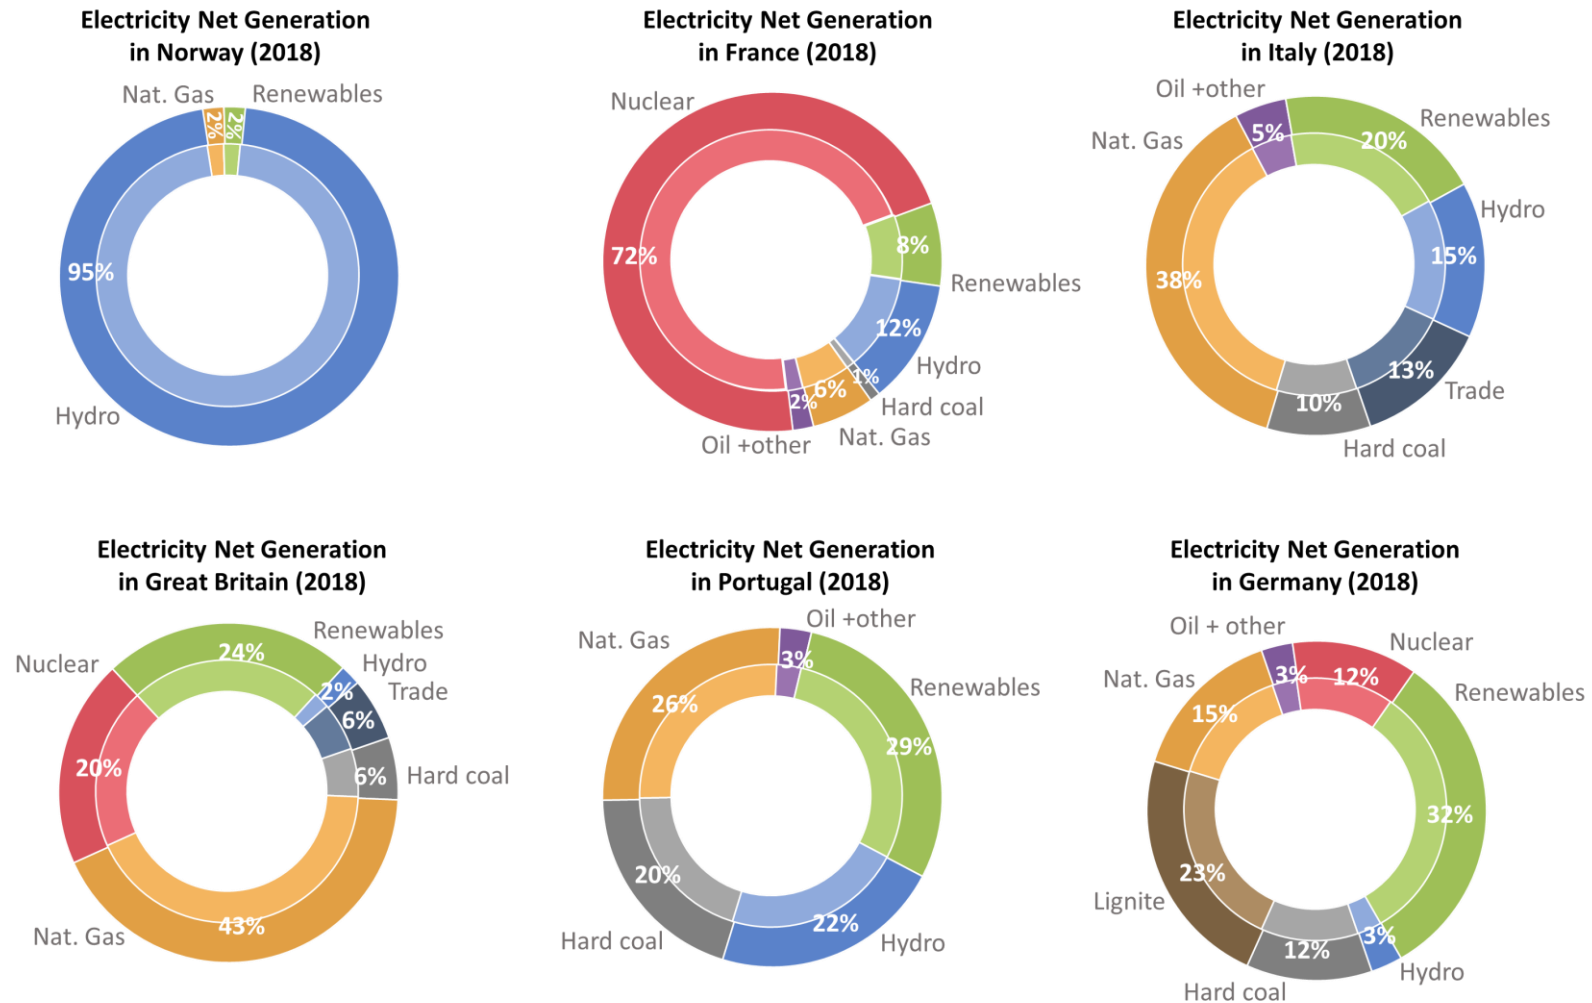 Electricity Net Generation
in Norway (2018)
Nat. Gas
Renewables
2%
2%
95%
Hydro
Electricity Net Generation
in France (2018)
Nuclear
72%
8%
Renewables
12%
Hydro
1%
Hard coal
6%
Nat. Gas
2%
Oil +other
Electricity Net Generation
in Italy (2018)
Oil +other
5%
Renewables
20%
Nat. Gas
38%
Hydro
15%
13%
Trade
10%
Hard coal
Electricity Net Generation
in Great Britain (2018)
Renewables
24%
Hydro
2%
Trade
6%
Nuclear
20%
6%
Hard coal
43%
Nat. Gas
Electricity Net Generation
in Portugal (2018)
Oil +other
3%
Nat. Gas
26%
Renewables
29%
20%
Hard coal
22%
Hydro
Electricity Net Generation
in Germany (2018)
Oil + other
3%
Nuclear
12%
Nat. Gas
15%
Renewables
32%
23%
Lignite
12%
Hard coal
3%
Hydro